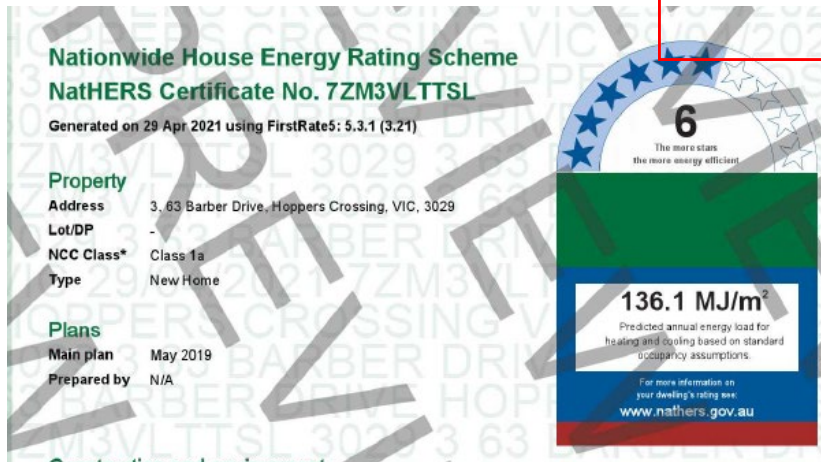 Nationwide House Energy Rating Scheme
NatHERS Certificate No. 7ZM3VLTTSL
Generated on 29 Apr 2021 using FirstRate5: 5.3.1 (3.21)
Property
Address 3, 63 Barber Drive, Hoppers Crossing, VIC, 3029
Lot/DP -
NCC Class* Class 1a
Type New Home
Plans
Main plan May 2019
Prepared by N/A
6
The more stars
the more energy efficient
136.1 MJ/m²
Predicted annual energy load for
heating and cooling based on standard
occupancy assumptions.
For more information on
your dwelling's rating see:
www.nathers.gov.au